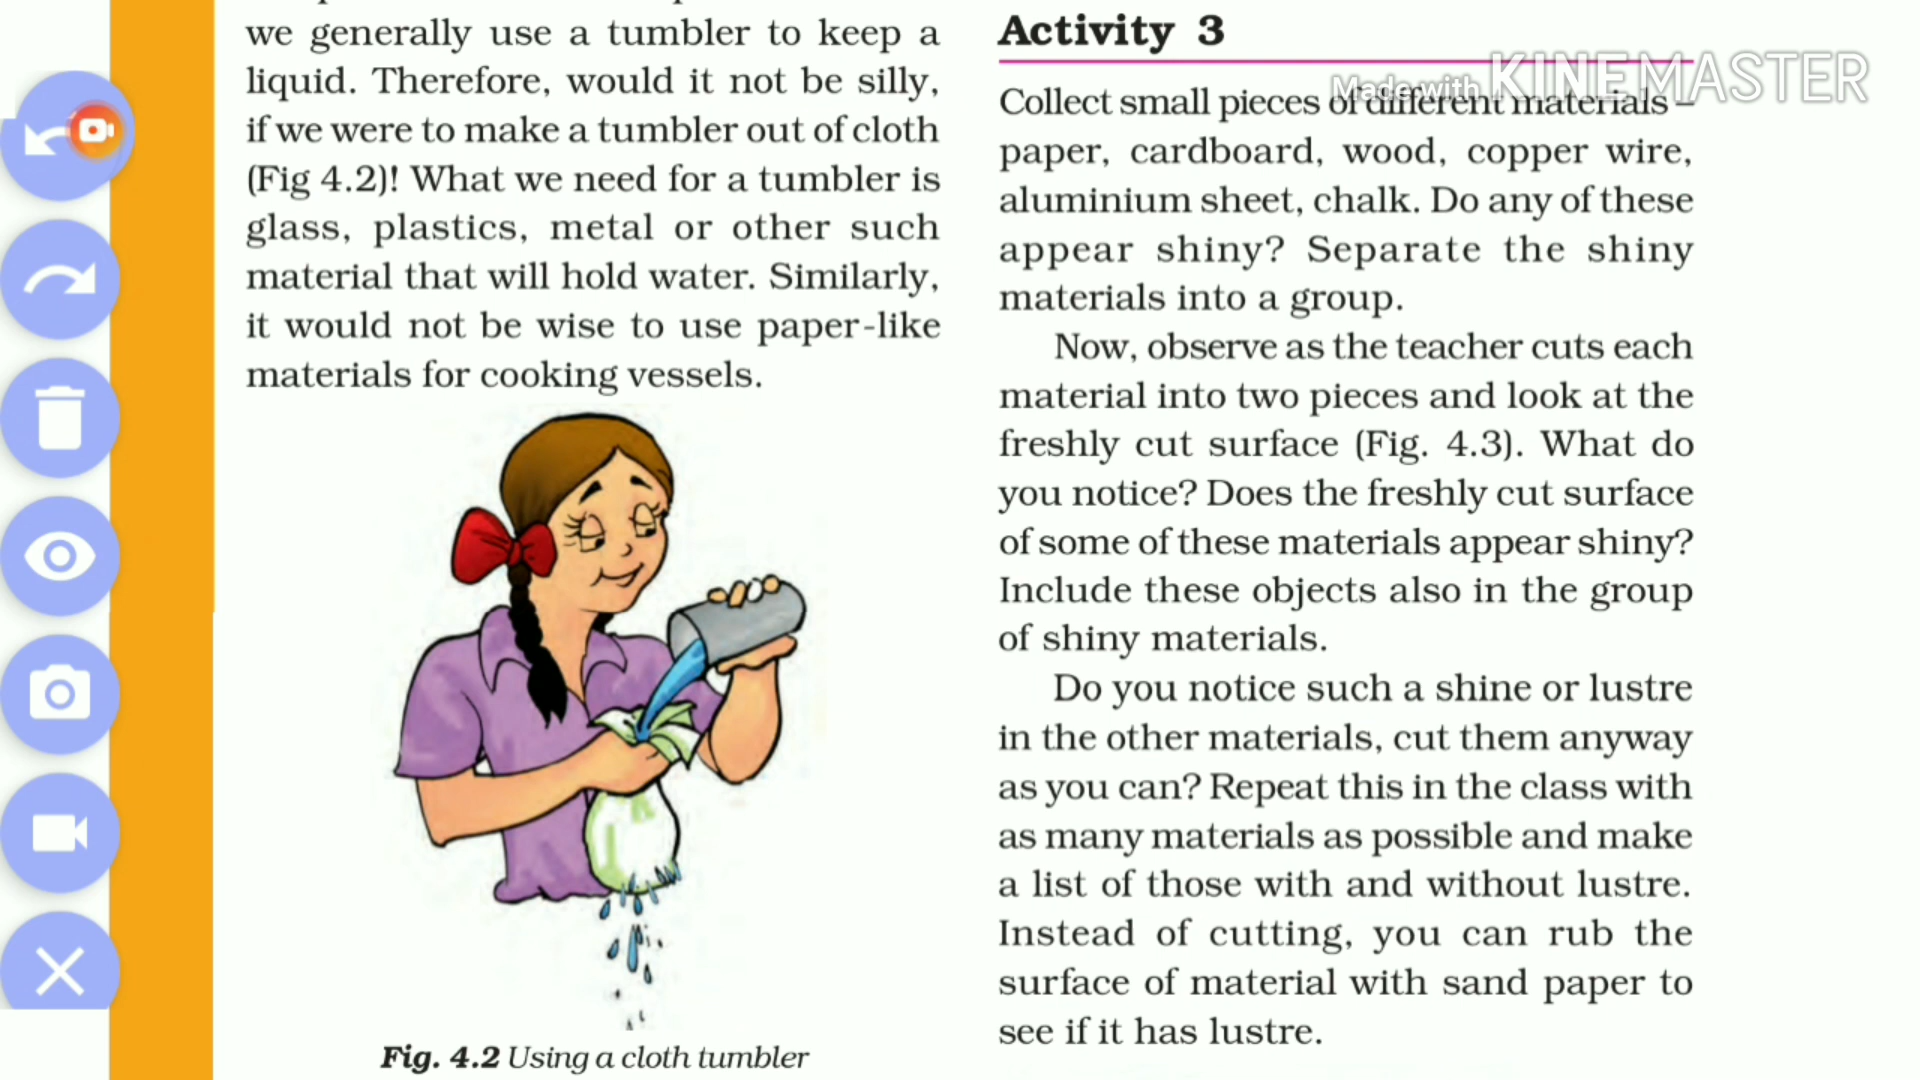 we generally use a tumbler to keep a
liquid. Therefore, would it not be silly,
if we were to make a tumbler out of cloth
(Fig 4.2)! What we need for a tumbler is
glass, plastics, metal or other such
material that will hold water. Similarly,
it would not be wise to use paper-like
materials for cooking vessels.
Fig. 4.2 Using a cloth tumbler
Activity 3
Made with KINEMASTER
Collect small pieces of different materials –
paper, cardboard, wood, copper wire,
aluminium sheet, chalk. Do any of these
appear shiny? Separate the shiny
materials into a group.
Now, observe as the teacher cuts each
material into two pieces and look at the
freshly cut surface (Fig. 4.3). What do
you notice? Does the freshly cut surface
of some of these materials appear shiny?
Include these objects also in the group
of shiny materials.
Do you notice such a shine or lustre
in the other materials, cut them anyway
as you can? Repeat this in the class with
as many materials as possible and make
a list of those with and without lustre.
Instead of cutting, you can rub the
surface of material with sand paper to
see if it has lustre.